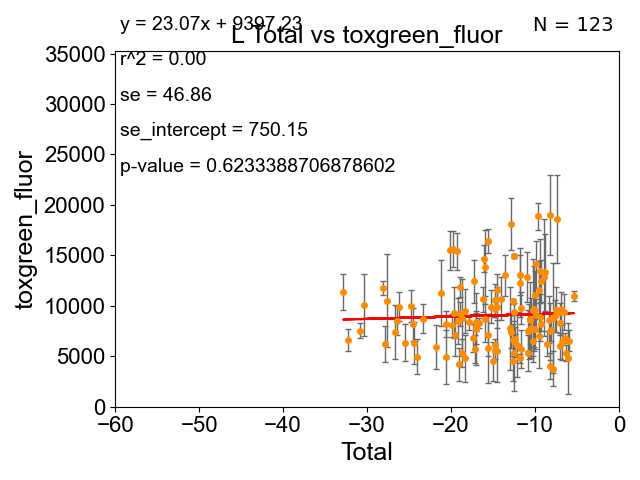 y = 23.07x + 9397.23
N = 123
L Total vs toxgreen_fluor
r^2 = 0.00
se = 46.86
se_intercept = 750.15
p-value = 0.6233388706878602
35000
30000
25000
20000
15000
10000
5000
0
toxgreen_fluor
−60 −50 −40 −30 −20 −10 0
Total